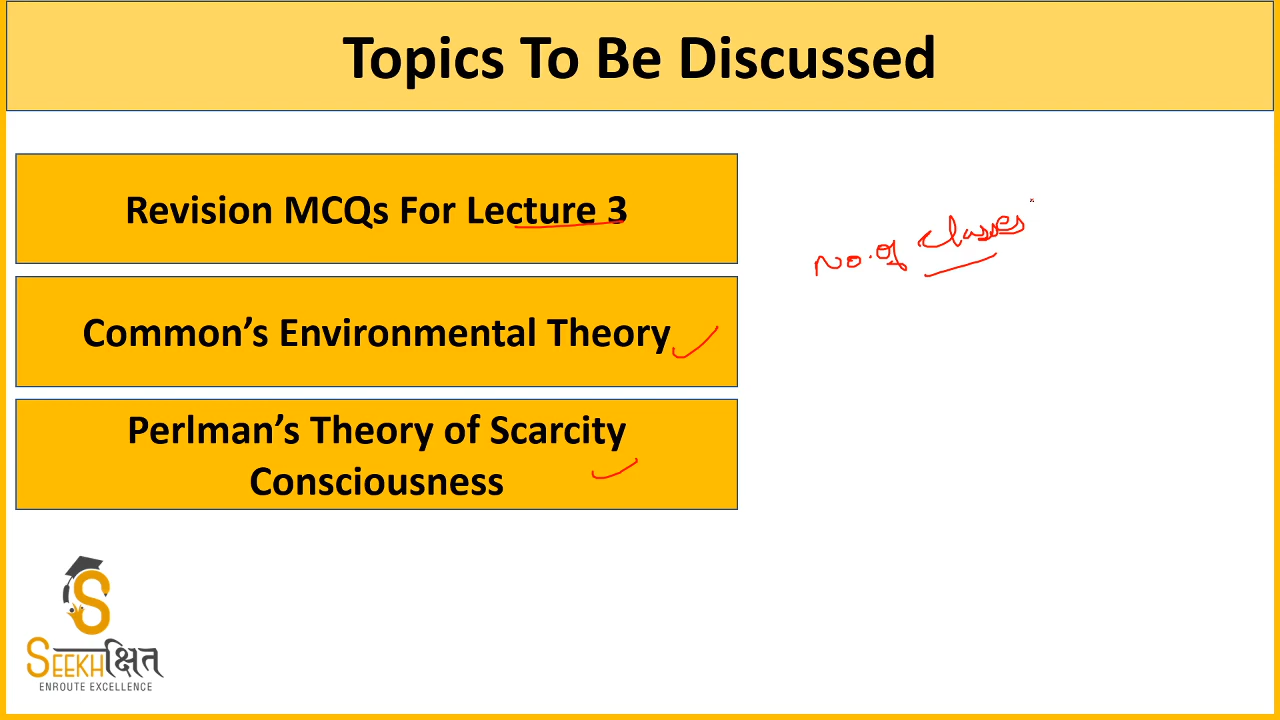 Topics To Be Discussed
Revision MCQs For Lecture 3
No. of classes
Common's Environmental Theory
Perlman's Theory of Scarcity
Consciousness
S
SEEKHक्षित
ENROUTE EXCELLENCE